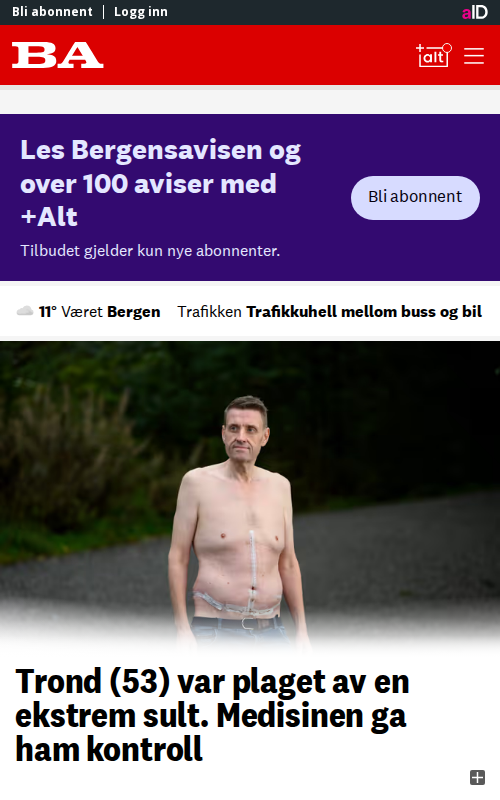 Bli abonnent | Logg inn
aID
BA
+alt
Les Bergensavisen og
over 100 aviser med
+Alt
Bli abonnent
Tilbudet gjelder kun nye abonnenter.
11° Været Bergen Trafikken Trafikkuhell mellom buss og bil
Trond (53) var plaget av en
ekstrem sult. Medisinen ga
ham kontroll